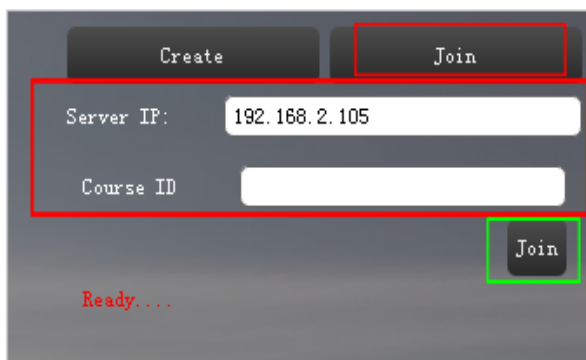 Create Join
Server IP: 192.168.2.105
Course ID
Join
Ready....